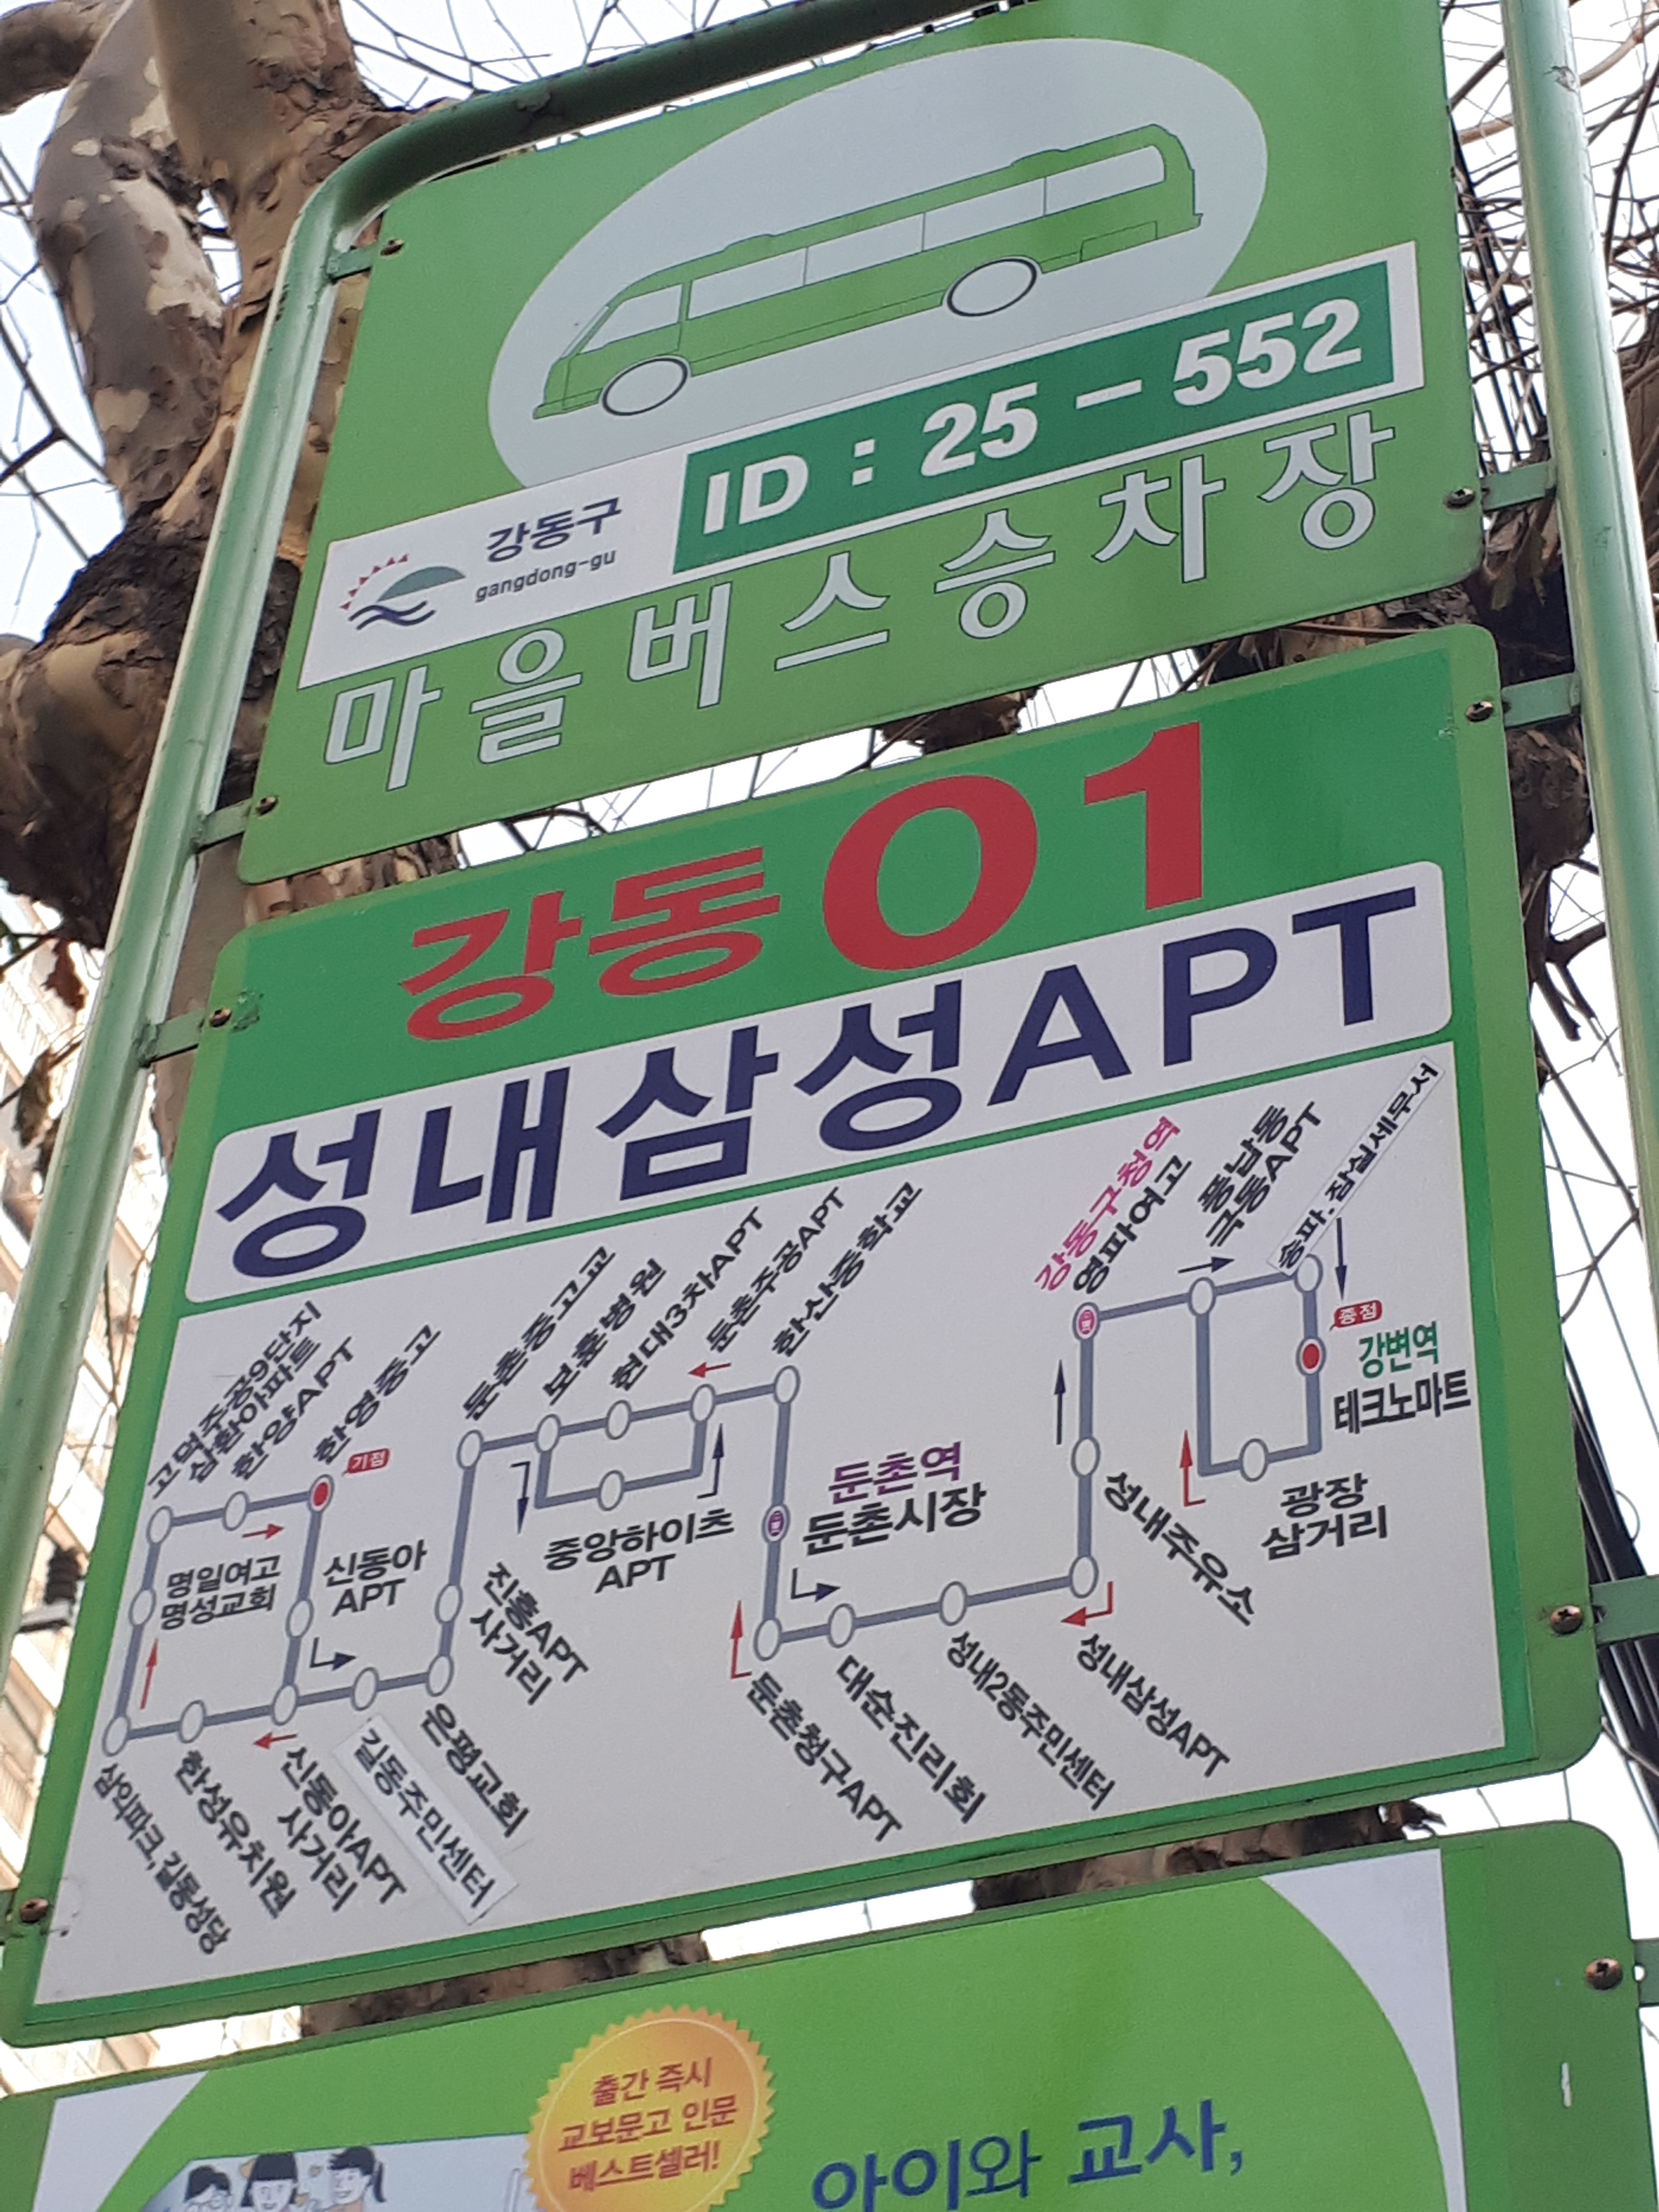 강동구
gangdong-gu
ID : 25 - 552
마을버스승차장
강동01
성내삼성APT
고덕주공9단지
삼환아파트
한양APT
한영중고
기점
둔촌중고교
보훈병원
현대3차APT
둔촌주공APT
한산중학교
강동구청역
영파여고
풍납동
극동APT
송파.잠실세무서
종점
강변역
테크노마트
명일여고
명성교회
신동아
APT
진흥APT
사거리
중앙하이츠
APT
둔촌역
둔촌시장
성내주유소
광장
삼거리
삼익파크,길동성당
한성유치원
신동아APT
사거리
길동주민센터
은평교회
둔촌청구APT
대순진리회
성내2동주민센터
성내삼성APT
출간 즉시
교보문고 인문
베스트셀러!
아이와 교사,